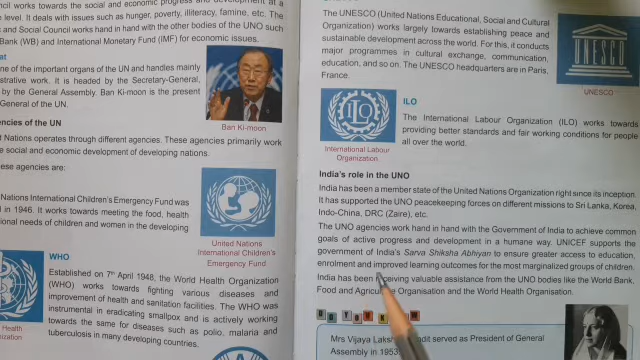 cil works towards the social and economic progress and development at a
level. It deals with issues such as hunger, poverty, illiteracy, famine, etc. The
c and Social Council works hand in hand with the other bodies of the UNO such
Bank (WB) and International Monetary Fund (IMF) for economic issues.
at
ne of the important organs of the UN and handles mainly
strative work. It is headed by the Secretary-General,
by the General Assembly. Ban Ki-moon is the present
General of the UN.
Ban Ki-moon
encies of the UN
Nations operates through different agencies. These agencies primarily work
e social and economic development of developing nations.
ese agencies are:
Nations International Children's Emergency Fund was
in 1946. It works towards meeting the food, health
tional needs of children and women in the developing
United Nations
International Children's
Emergency Fund
WHO
Established on 7th April 1948, the World Health Organization
(WHO) works towards fighting various diseases and
improvement of health and sanitation facilities. The WHO was
instrumental in eradicating smallpox and is actively working
towards the same for diseases such as polio, malaria and
tuberculosis in many developing countries.
Health
nization
The UNESCO (United Nations Educational, Social and Cultural
Organization) works largely towards establishing peace and
sustainable development across the world. For this, it conducts
major programmes in cultural exchange, communication,
education, and so on. The UNESCO headquarters are in Paris,
France.
UNESCO
UNESCO
ILO
ILO
The International Labour Organization (ILO) works towards
providing better standards and fair working conditions for people
all over the world.
International Labour
Organization.
India's role in the UNO
India has been a member state of the United Nations Organization right since its inception.
It has supported the UNO peacekeeping forces on different missions to Sri Lanka, Korea,
Indo-China, DRC (Zaire), etc.
The UNO agencies work hand in hand with the Government of India to achieve common
goals of active progress and development in a humane way. UNICEF supports the
government of India's Sarva Shiksha Abhiyan to ensure greater access to education,
enrolment and improved learning outcomes for the most marginalized groups of children.
India has been receiving valuable assistance from the UNO bodies like the World Bank,
Food and Agriculture Organisation and the World Health Organisation.
Mrs Vijaya Lakshmi Pandit served as President of General
Assembly in 1953.